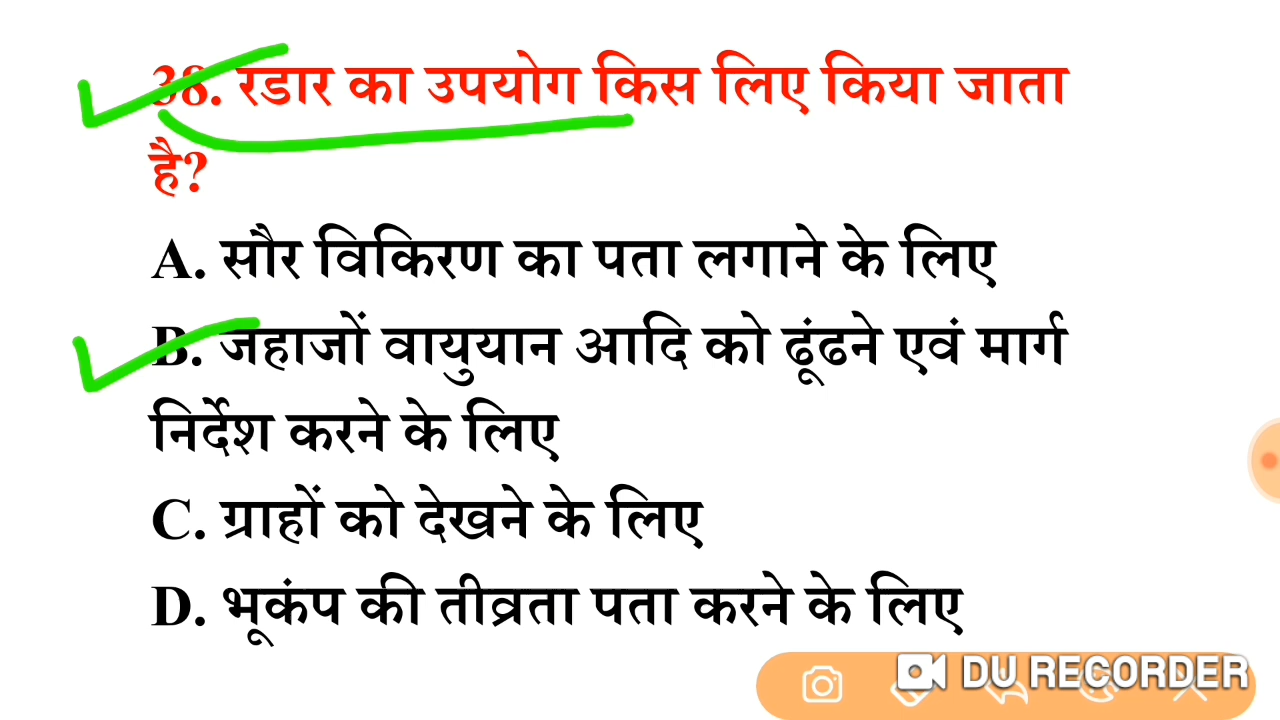 38. रडार का उपयोग किस लिए किया जाता
है?
A. सौर विकिरण का पता लगाने के लिए
B. जहाजों वायुयान आदि को ढूंढने एवं मार्ग
निर्देश करने के लिए
C. ग्राहों को देखने के लिए
D. भूकंप की तीव्रता पता करने के लिए
DU RECORDER